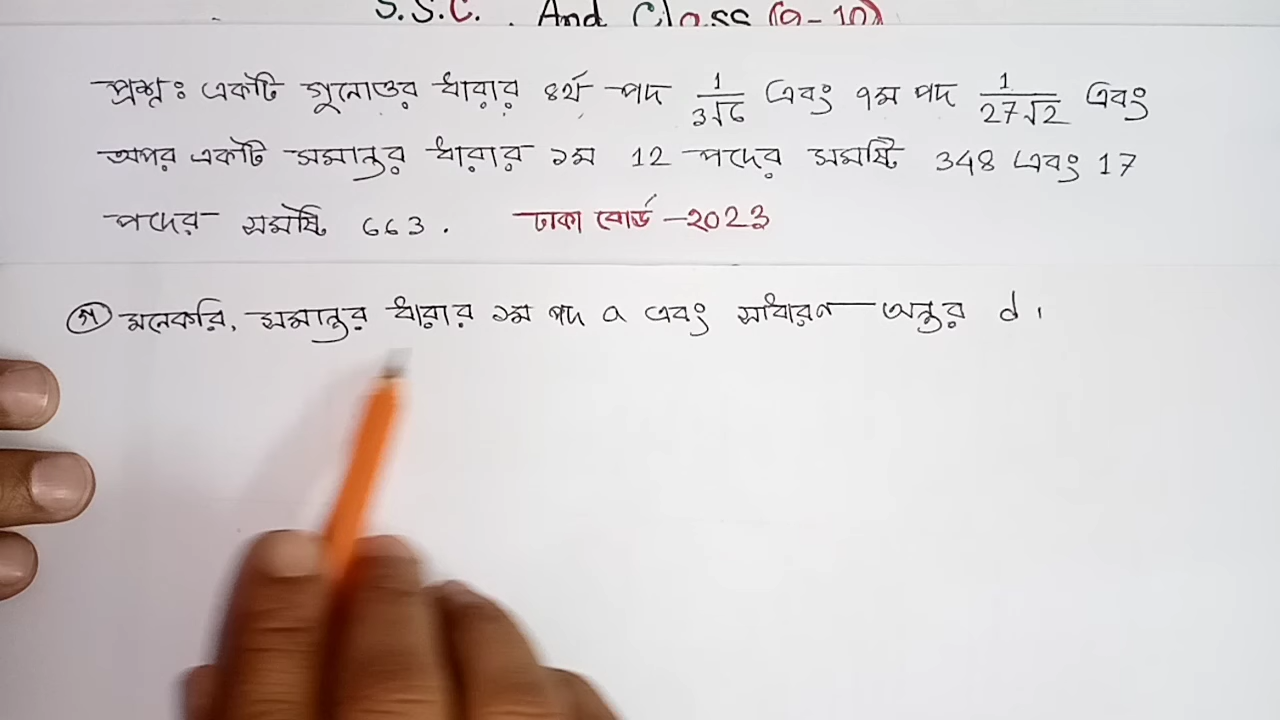 S.S.C. And Class (9-10)
প্রশ্নঃ একটি গুনোত্তর ধারার ৪র্থ পদ 1/3√6 এবং ৭ম পদ 1/27√2 এবং
অপর একটি সমান্তর ধারার ১ম 12 পদের সমষ্টি 348 এবং 17
পদের সমষ্টি 663. ঢাকা বোর্ড -২০২৩
গ মনেকরি, সমান্তর ধারার ১ম পদ a এবং সাধারন অন্তর d।